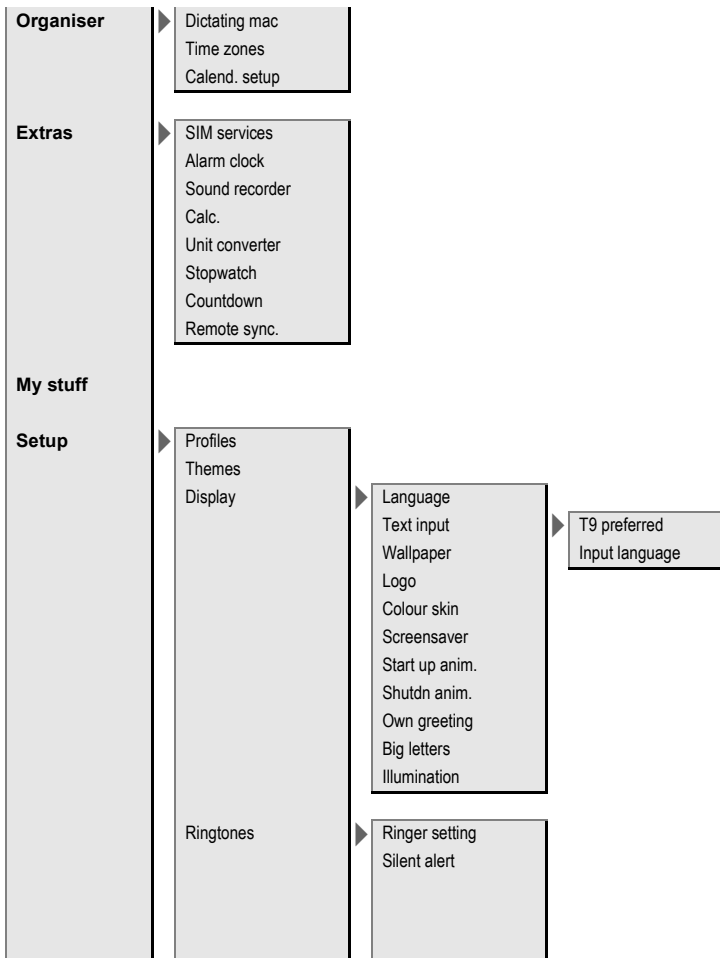 Organiser
Dictating mac
Time zones
Calend. setup
Extras
SIM services
Alarm clock
Sound recorder
Calc.
Unit converter
Stopwatch
Countdown
Remote sync.
My stuff
Setup
Profiles
Themes
Display
Language
Text input
T9 preferred
Input language
Wallpaper
Logo
Colour skin
Screensaver
Start up anim.
Shutdn anim.
Own greeting
Big letters
Illumination
Ringtones
Ringer setting
Silent alert